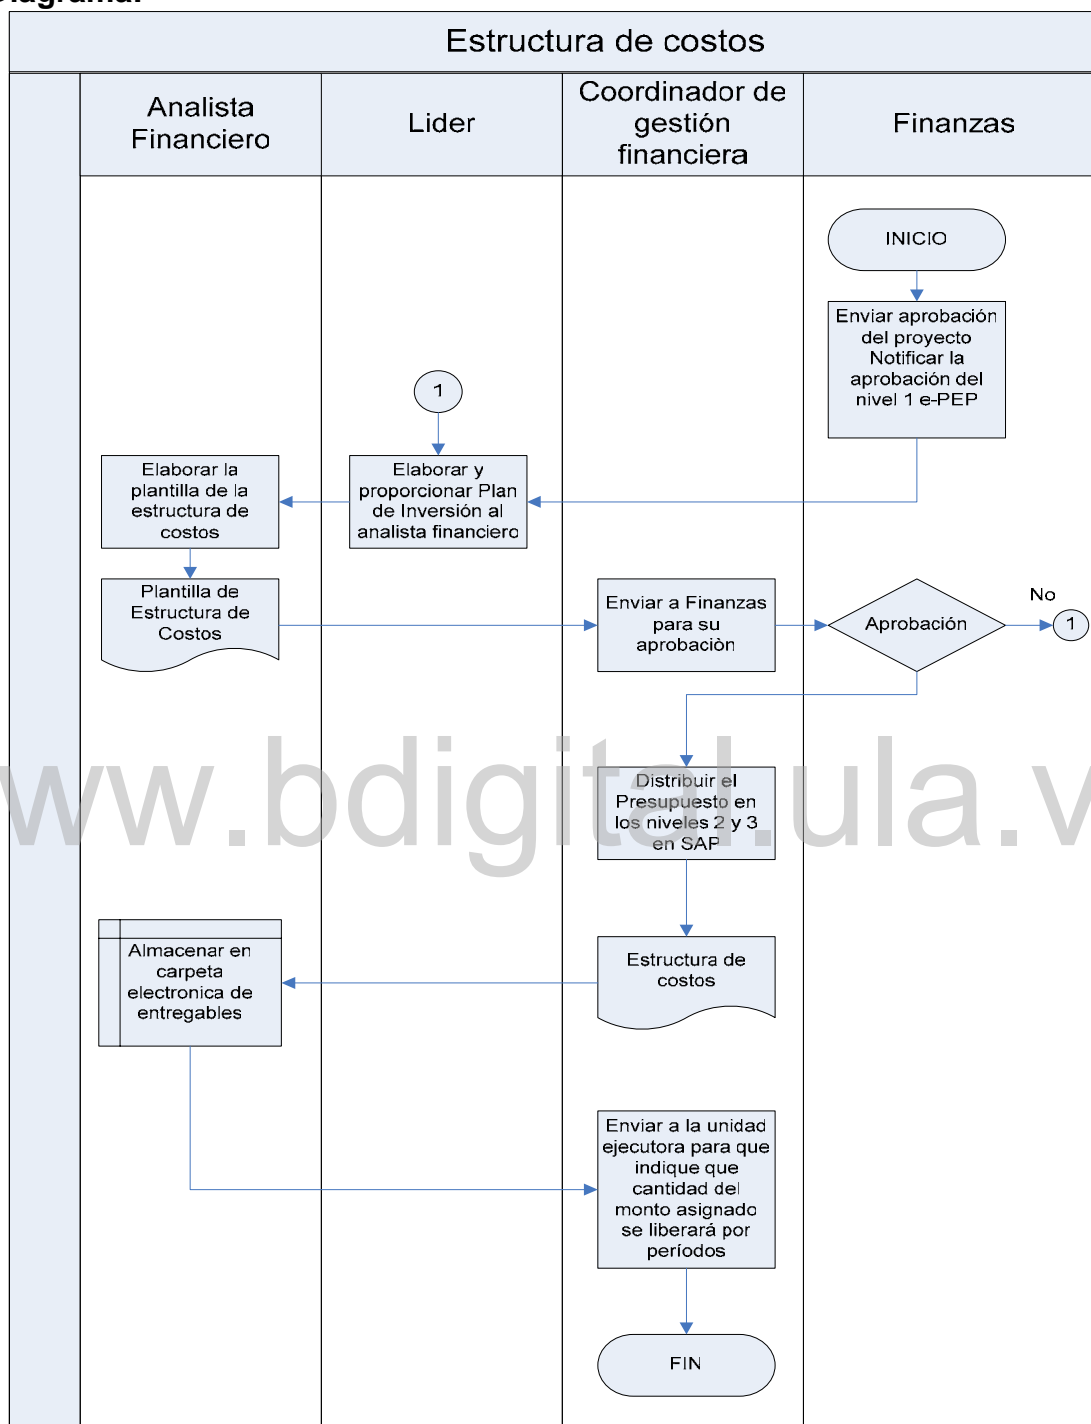 Diagrama:
Estructura de costos
Analista
Financiero
Lider
Coordinador de
gestión
financiera
Finanzas
INICIO
Enviar aprobación
del proyecto
Notificar la
aprobación del
nivel 1 e-PEP
1
Elaborar la
plantilla de la
estructura de
costos
Elaborar y
proporcionar Plan
de Inversión al
analista financiero
Plantilla de
Estructura de
Costos
Enviar a Finanzas
para su
aprobación
Aprobación
No
1
Distribuir el
Presupuesto en
los niveles 2 y 3
en SAP
www.bdigital.ula.v
Almacenar en
carpeta
electronica de
entregables
Estructura de
costos
Enviar a la unidad
ejecutora para que
indique que
cantidad del
monto asignado
se liberará por
períodos
FIN